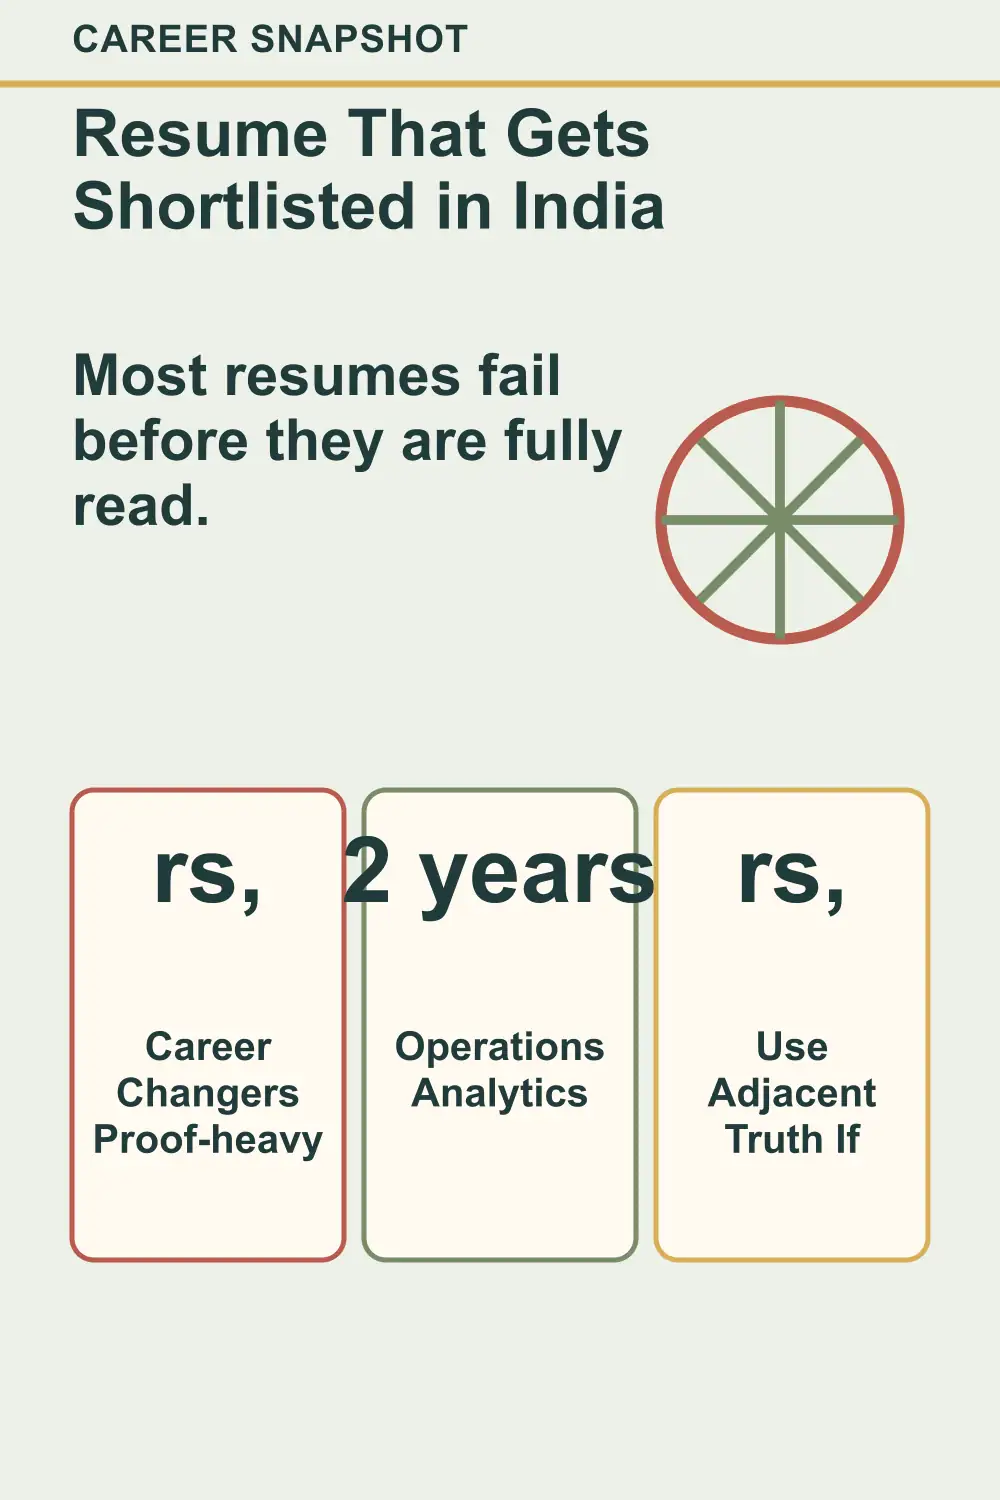 CAREER SNAPSHOT
Resume That Gets
Shortlisted in India
Most resumes fail
before they are fully
read.
rs,
Career
Changers
Proof-heavy
2 years
Operations
Analytics
rs,
Use
Adjacent
Truth If